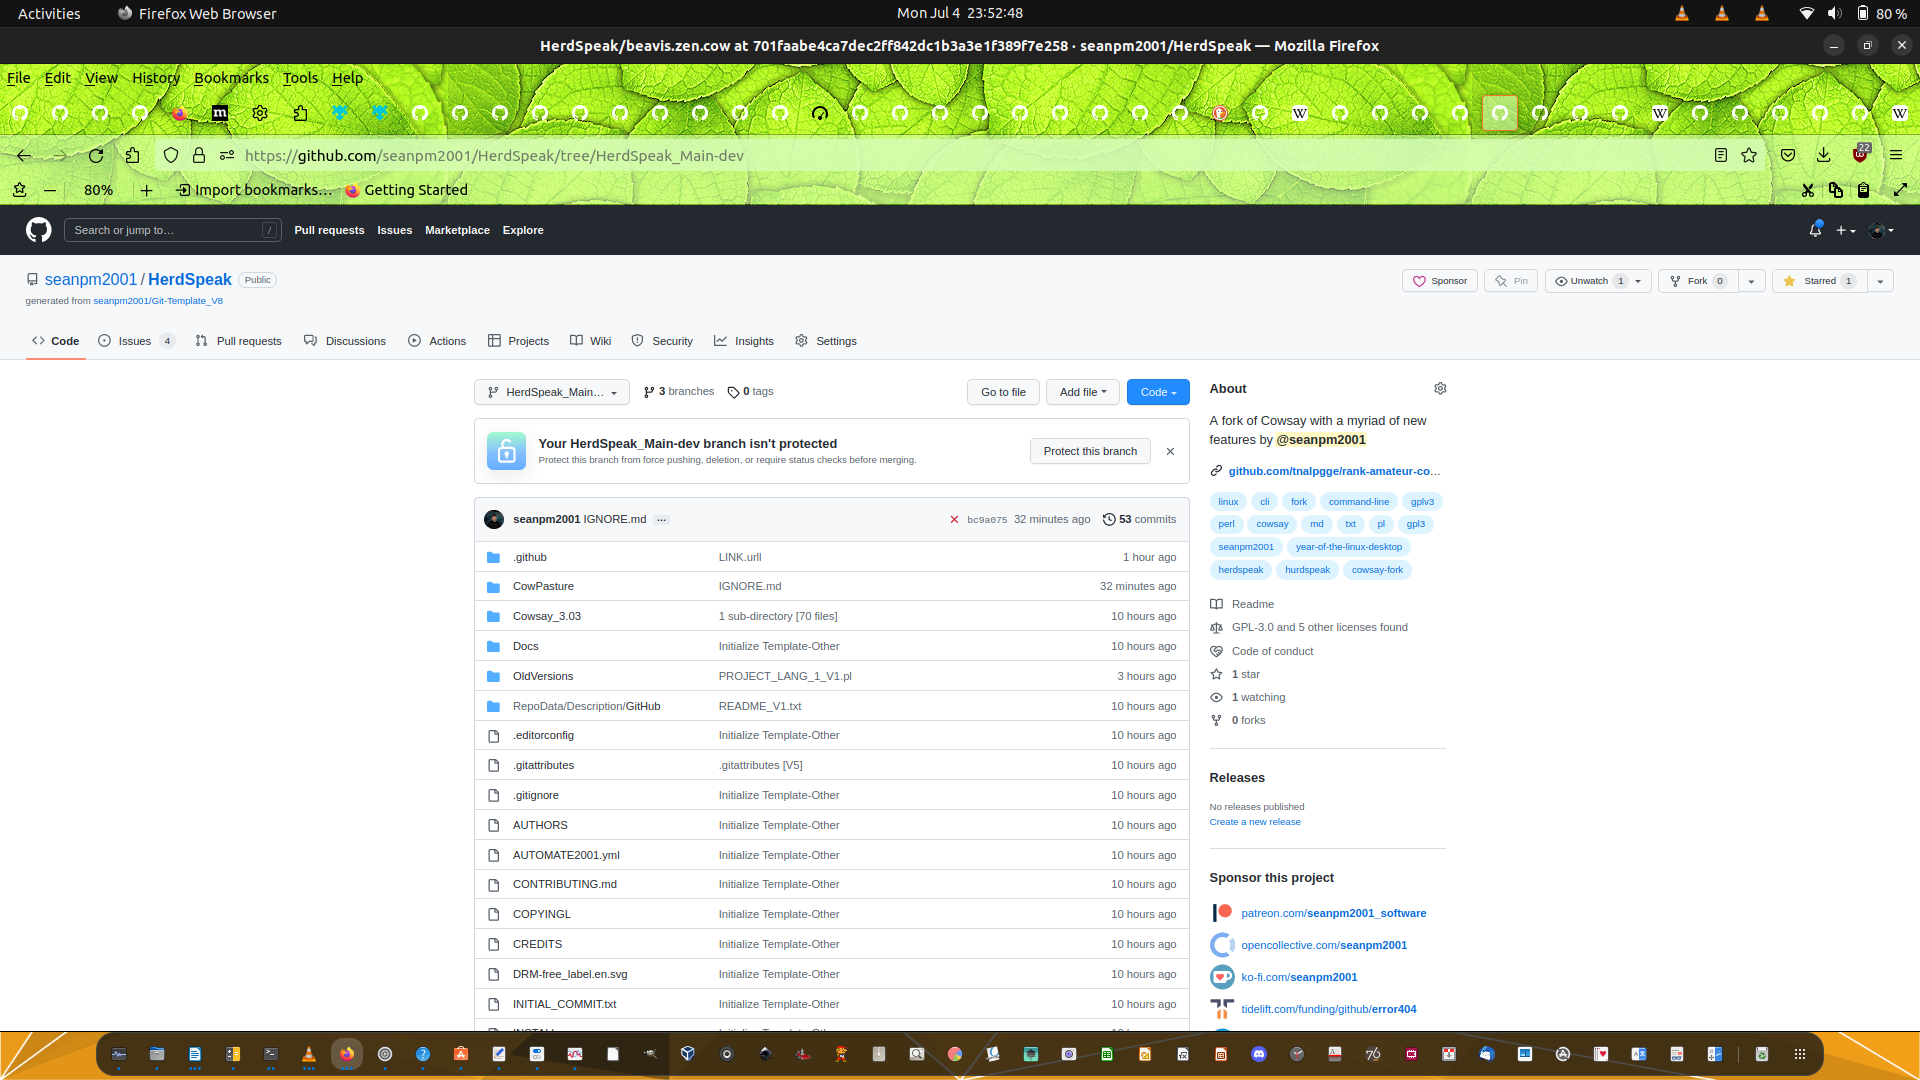 Activities
Firefox Web Browser
Mon Jul 4 23:52:48
80 %
HerdSpeak/beavis.zen.cow at 701faabe4ca7dec2ff842dc1b3a3e1f389f7e258 · seanpm2001/HerdSpeak — Mozilla Firefox
File Edit View History Bookmarks Tools Help
https://github.com/seanpm2001/HerdSpeak/tree/HerdSpeak_Main-dev
22
80%
Import bookmarks…
Getting Started
Search or jump to…
/
Pull requests
Issues
Marketplace
Explore
seanpm2001 / HerdSpeak
Public
generated from seanpm2001/Git-Template_V8
Sponsor
Pin
Unwatch 1
Fork 0
Starred 1
Code
Issues 4
Pull requests
Discussions
Actions
Projects
Wiki
Security
Insights
Settings
HerdSpeak_Main…
3 branches
0 tags
Go to file
Add file
Code
Your HerdSpeak_Main-dev branch isn't protected
Protect this branch from force pushing, deletion, or require status checks before merging.
Protect this branch
seanpm2001 IGNORE.md …
bc9a075 32 minutes ago
53 commits
.github LINK.urll 1 hour ago
CowPasture IGNORE.md 32 minutes ago
Cowsay_3.03 1 sub-directory [70 files] 10 hours ago
Docs Initialize Template-Other 10 hours ago
OldVersions PROJECT_LANG_1_V1.pl 3 hours ago
RepoData/Description/GitHub README_V1.txt 10 hours ago
.editorconfig Initialize Template-Other 10 hours ago
.gitattributes .gitattributes [V5] 10 hours ago
.gitignore Initialize Template-Other 10 hours ago
AUTHORS Initialize Template-Other 10 hours ago
AUTOMATE2001.yml Initialize Template-Other 10 hours ago
CONTRIBUTING.md Initialize Template-Other 10 hours ago
COPYINGL Initialize Template-Other 10 hours ago
CREDITS Initialize Template-Other 10 hours ago
DRM-free_label.en.svg Initialize Template-Other 10 hours ago
INITIAL_COMMIT.txt Initialize Template-Other 10 hours ago
About
A fork of Cowsay with a myriad of new
features by @seanpm2001
github.com/tnalpgge/rank-amateur-co…
linux cli fork command-line gplv3
perl cowsay md txt pl gpl3
seanpm2001 year-of-the-linux-desktop
herdspeak hurdspeak cowsay-fork
Readme
GPL-3.0 and 5 other licenses found
Code of conduct
1 star
1 watching
0 forks
Releases
No releases published
Create a new release
Sponsor this project
patreon.com/seanpm2001_software
opencollective.com/seanpm2001
ko-fi.com/seanpm2001
tidelift.com/funding/github/error404